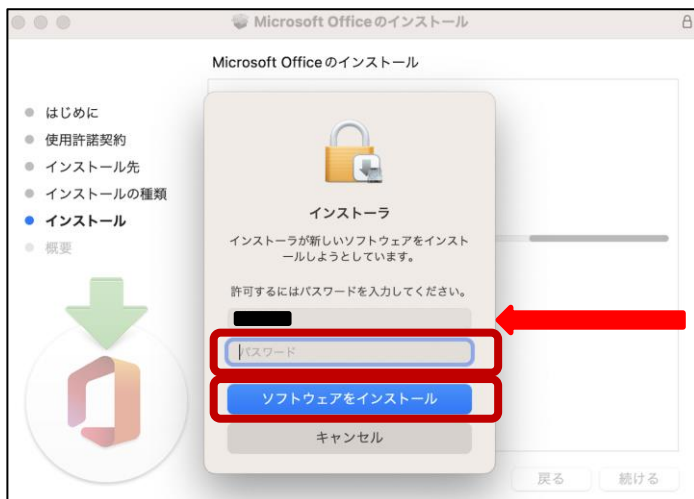 Microsoft Officeのインストール
Microsoft Officeのインストール
はじめに
使用許諾契約
インストール先
インストールの種類
インストール
概要
インストーラ
インストーラが新しいソフトウェアをインスト
ールしようとしています。
許可するにはパスワードを入力してください。
パスワード
ソフトウェアをインストール
キャンセル
戻る
続ける